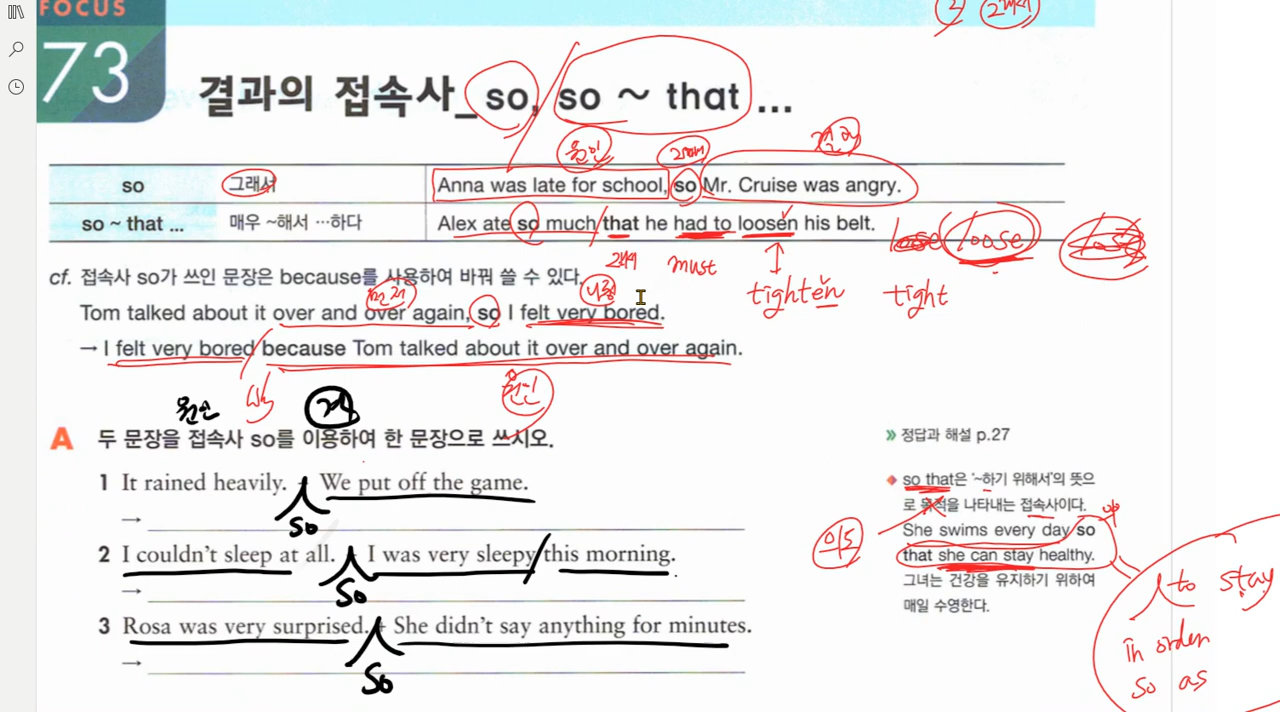 FOCUS
73
결과의 접속사_so, so ~ that ...
2
원인 그래서 결과
so 그래서 Anna was late for school, so Mr. Cruise was angry.
so ~ that ... 매우 ~해서 …하다 Alex ate so much that he had to loosen his belt.
loose loose
그래서 must tighten tight
cf. 접속사 so가 쓰인 문장은 because를 사용하여 바꿔 쓸 수 있다.
먼저 나중
Tom talked about it over and over again, so I felt very bored.
→ I felt very bored because Tom talked about it over and over again.
원인 원인
A 두 문장을 접속사 so를 이용하여 한 문장으로 쓰시오.
» 정답과 해설 p.27
1 It rained heavily. We put off the game.
→
so
2 I couldn't sleep at all. I was very sleepy this morning.
→
so
3 Rosa was very surprised. + She didn't say anything for minutes.
→
so
so that은 '~하기 위해서'의 뜻으
로 목적을 나타내는 접속사이다.
She swims every day so
that she can stay healthy.
그녀는 건강을 유지하기 위하여
매일 수영한다.
to stay
in order
so as